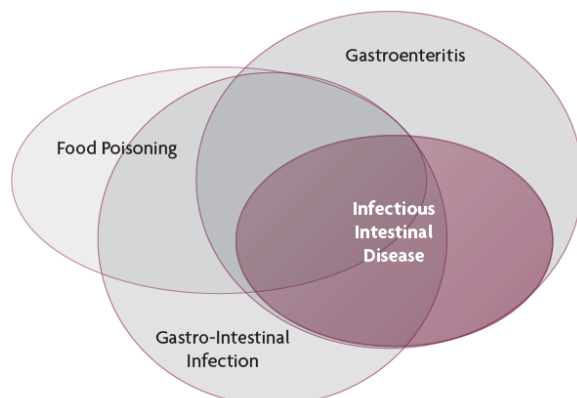 Gastroenteritis
Food Poisoning
Infectious
Intestinal
Disease
Gastro-Intestinal
Infection